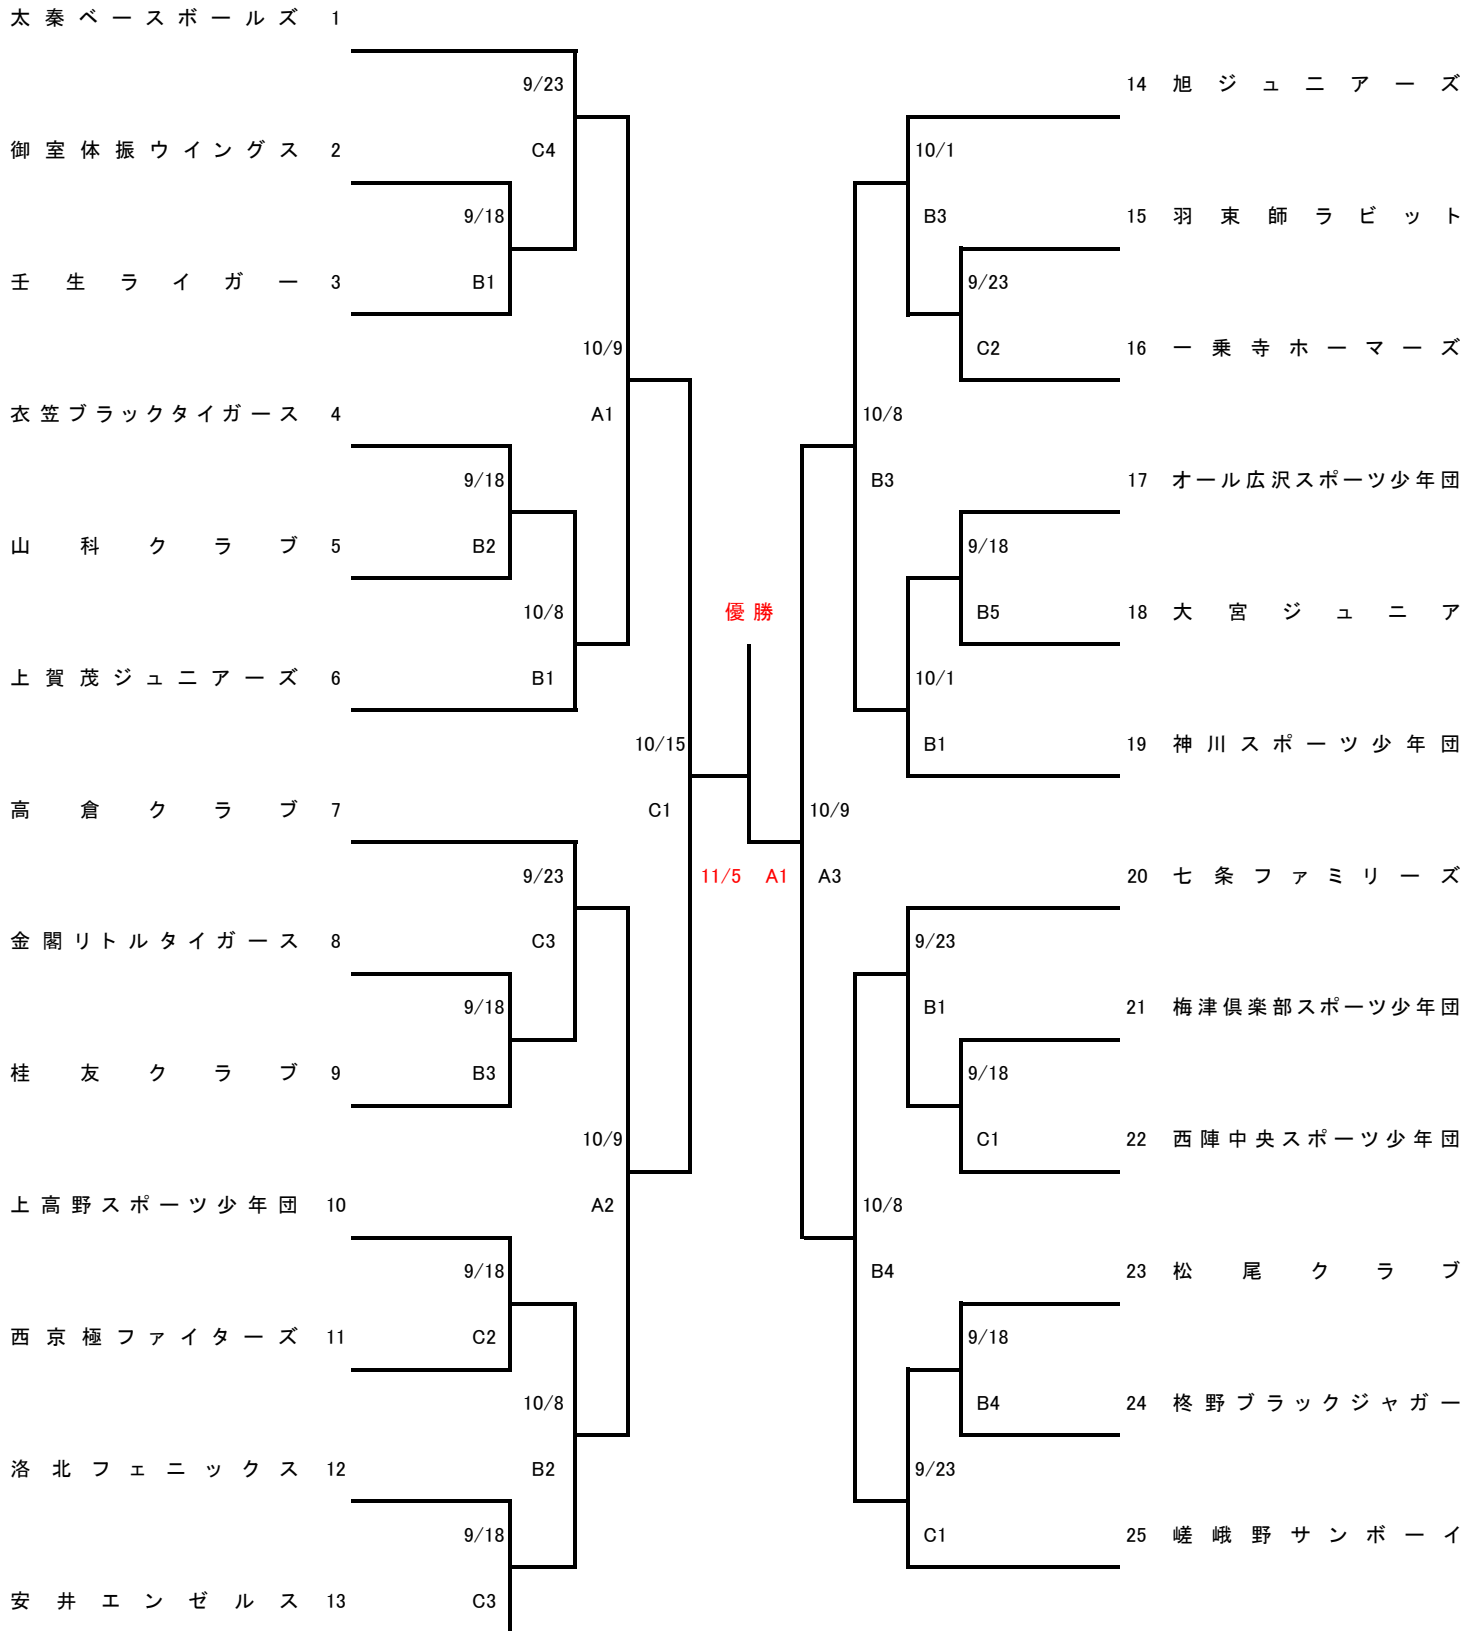 太秦ベースボールズ 1
9/23
14 旭ジュニアーズ
御室体振ウイングス 2
C4
10/1
9/18
B3
15 羽束師ラビット
壬生ライガー 3
B1
9/23
10/9
C2
16 一乗寺ホーマーズ
衣笠ブラックタイガース 4
A1
10/8
9/18
B3
17 オール広沢スポーツ少年団
山科クラブ 5
B2
9/18
10/8
優勝
B5
18 大宮ジュニア
上賀茂ジュニアーズ 6
B1
10/1
10/15
B1
19 神川スポーツ少年団
高倉クラブ 7
C1
10/9
9/23
11/5 A1
A3
20 七条ファミリーズ
金閣リトルタイガース 8
C3
9/23
9/18
B1
21 梅津倶楽部スポーツ少年団
桂友クラブ 9
B3
9/18
10/9
C1
22 西陣中央スポーツ少年団
上高野スポーツ少年団 10
A2
10/8
9/18
B4
23 松尾クラブ
西京極ファイターズ 11
C2
9/18
10/8
B4
24 柊野ブラックジャガー
洛北フェニックス 12
B2
9/23
9/18
C1
25 嵯峨野サンボーイ
安井エンゼルス 13
C3